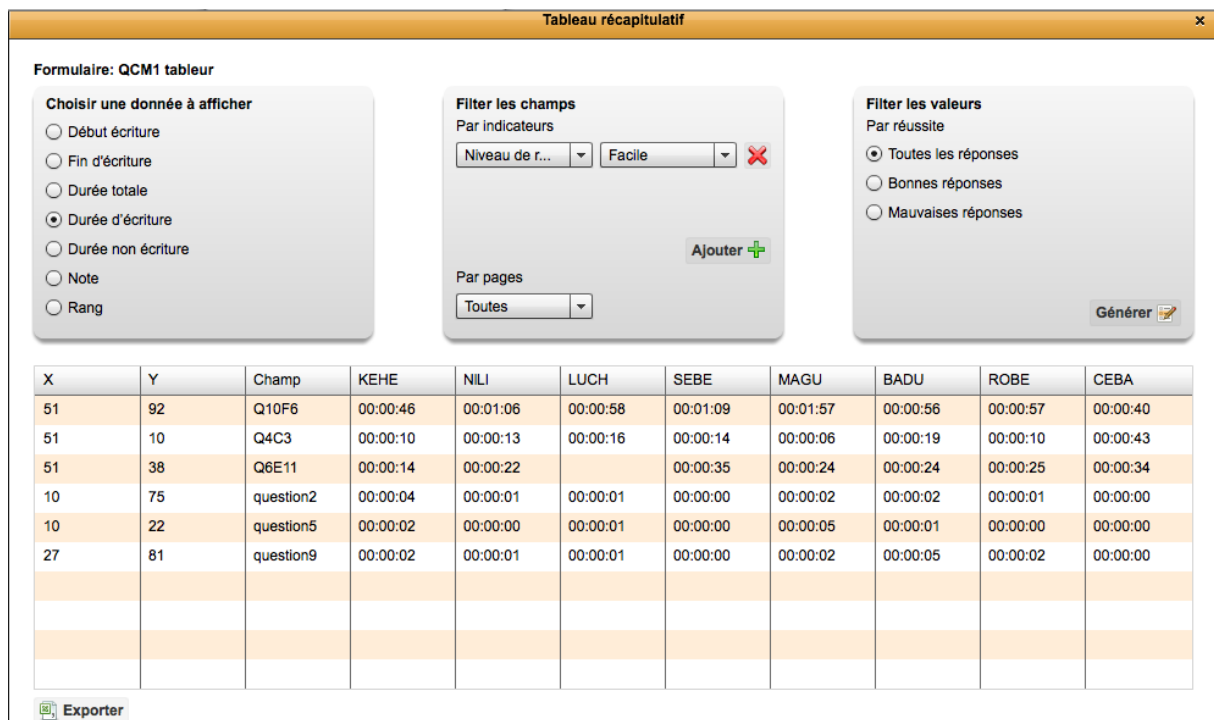 Tableau récapitulatif
Formulaire: QCM1 tableur
Choisir une donnée à afficher
Début écriture
Fin d'écriture
Durée totale
Durée d'écriture
Durée non écriture
Note
Rang
Filter les champs
Par indicateurs
Niveau de r... Facile
Ajouter
Par pages
Toutes
Filter les valeurs
Par réussite
Toutes les réponses
Bonnes réponses
Mauvaises réponses
Générer
X Y Champ KEHE NILI LUCH SEBE MAGU BADU ROBE CEBA
51 92 Q10F6 00:00:46 00:01:06 00:00:58 00:01:09 00:01:57 00:00:56 00:00:57 00:00:40
51 10 Q4C3 00:00:10 00:00:13 00:00:16 00:00:14 00:00:06 00:00:19 00:00:10 00:00:43
51 38 Q6E11 00:00:14 00:00:22 00:00:35 00:00:24 00:00:24 00:00:25 00:00:34
10 75 question2 00:00:04 00:00:01 00:00:01 00:00:00 00:00:02 00:00:02 00:00:01 00:00:00
10 22 question5 00:00:02 00:00:00 00:00:01 00:00:00 00:00:05 00:00:01 00:00:00 00:00:00
27 81 question9 00:00:02 00:00:01 00:00:01 00:00:00 00:00:02 00:00:05 00:00:02 00:00:00
Exporter